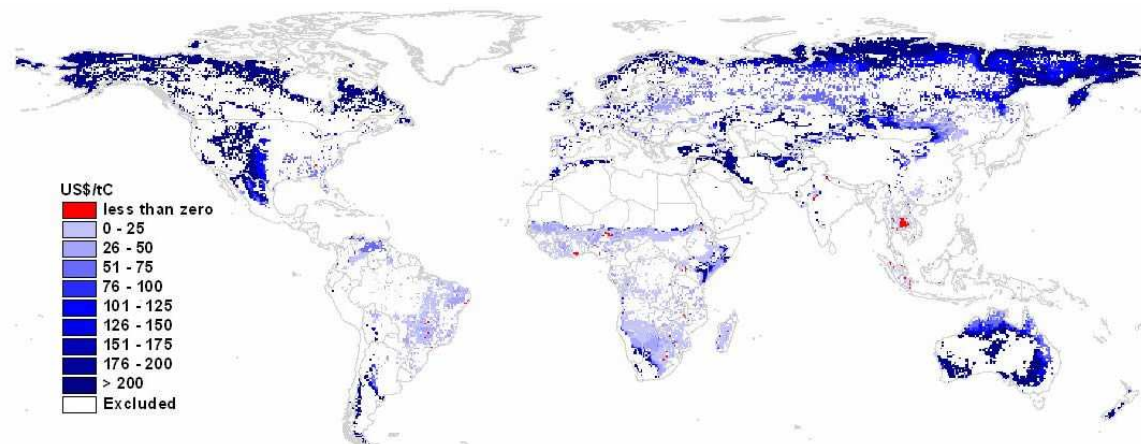 US$/tC
less than zero
0 - 25
26 - 50
51 - 75
76 - 100
101 - 125
126 - 150
151 - 175
176 - 200
> 200
Excluded